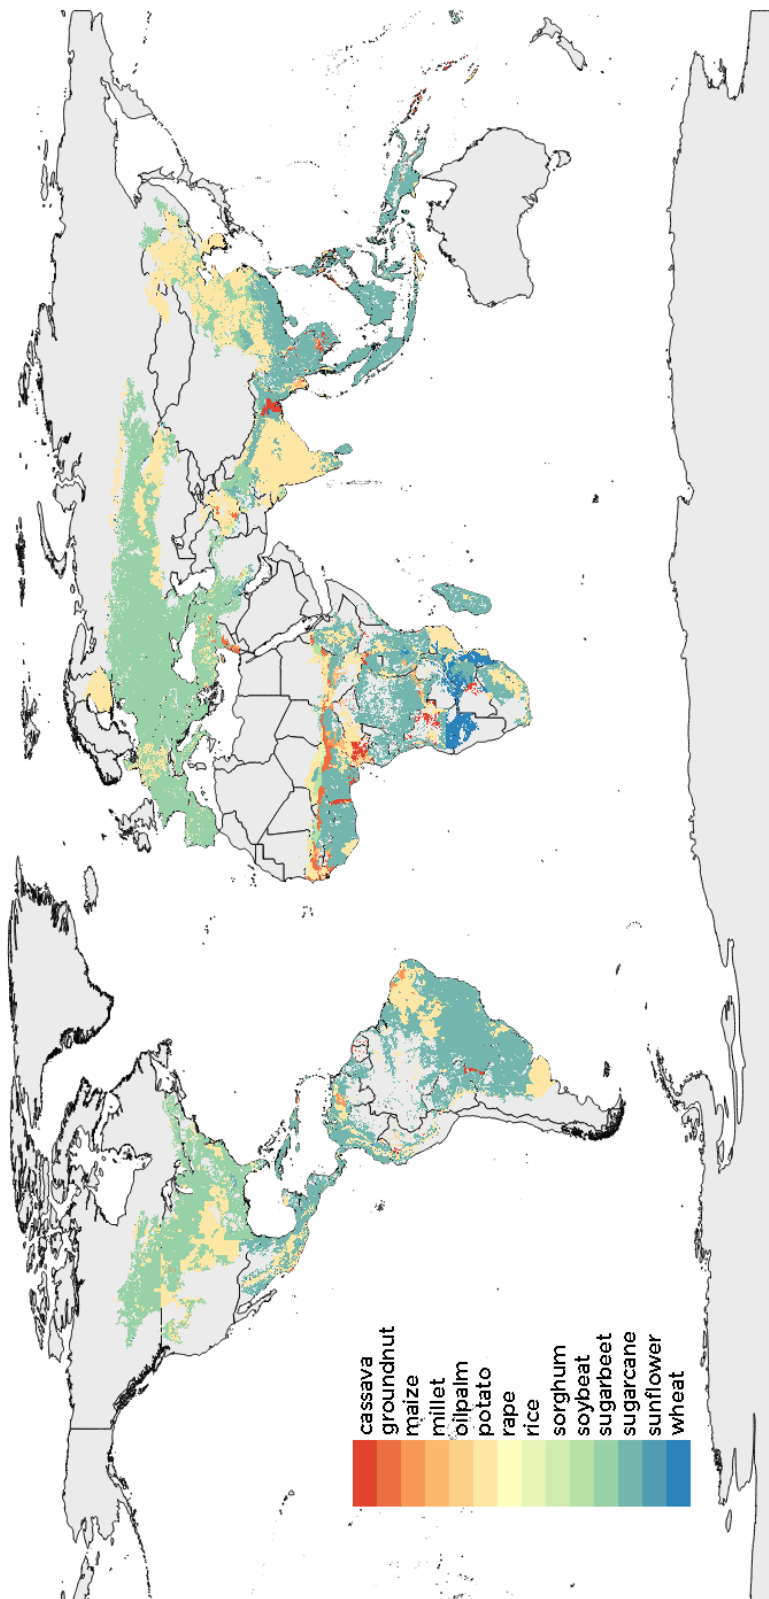 cassava
groundnut
maize
millet
oilpalm
potato
rape
rice
sorghum
soybeat
sugarbeet
sugarcane
sunflower
wheat